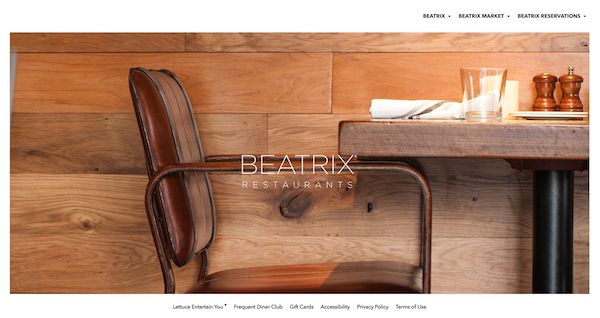 BEATRIX BEATRIX MARKET BEATRIX RESERVATIONS
BEATRIX
RESTAURANTS
Lettuce Entertain You Frequent Diner Club Gift Cards Accessibility Privacy Policy Terms of Use